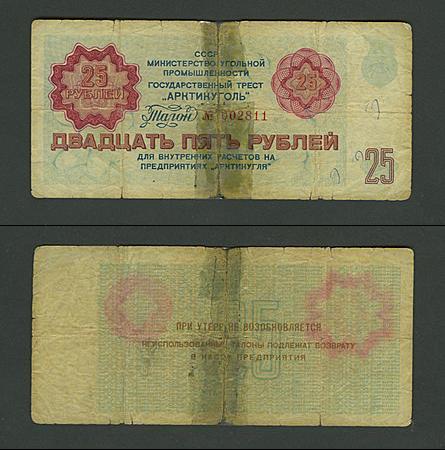 СССР
МИНИСТЕРСТВО УГОЛЬНОЙ
ПРОМЫШЛЕННОСТИ
ГОСУДАРСТВЕННЫЙ ТРЕСТ
„АРКТИКУГОЛЬ"
25
РУБЛЕЙ
25
Талон № 002811
ДВАДЦАТЬ ПЯТЬ РУБЛЕЙ
ДЛЯ ВНУТРЕННИХ РАСЧЕТОВ НА
ПРЕДПРИЯТИЯХ „АРКТИКУГЛЯ"
25
25
ПРИ УТЕРЕ НЕ ВОЗОБНОВЛЯЕТСЯ
НЕИСПОЛЬЗОВАННЫЕ ТАЛОНЫ ПОДЛЕЖАТ ВОЗВРАТУ
В КАССУ ПРЕДПРИЯТИЯ